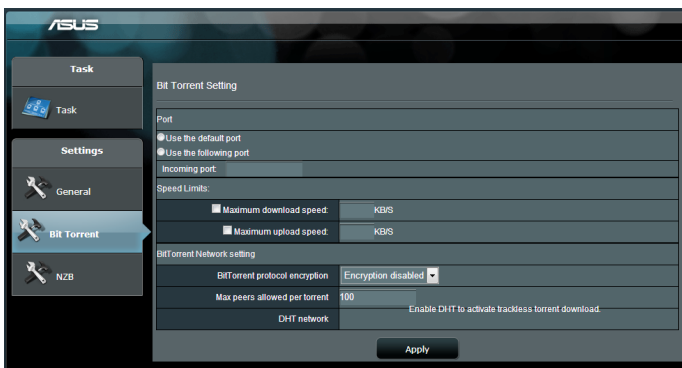 ASUS
Task
Task
Settings
General
Bit Torrent
NZB
Bit Torrent Setting
Port
Use the default port
Use the following port
Incoming port:
Speed Limits:
Maximum download speed: KB/S
Maximum upload speed: KB/S
BitTorrent Network setting
BitTorrent protocol encryption Encryption disabled
Max peers allowed per torrent 100
Enable DHT to activate trackless torrent download.
DHT network
Apply